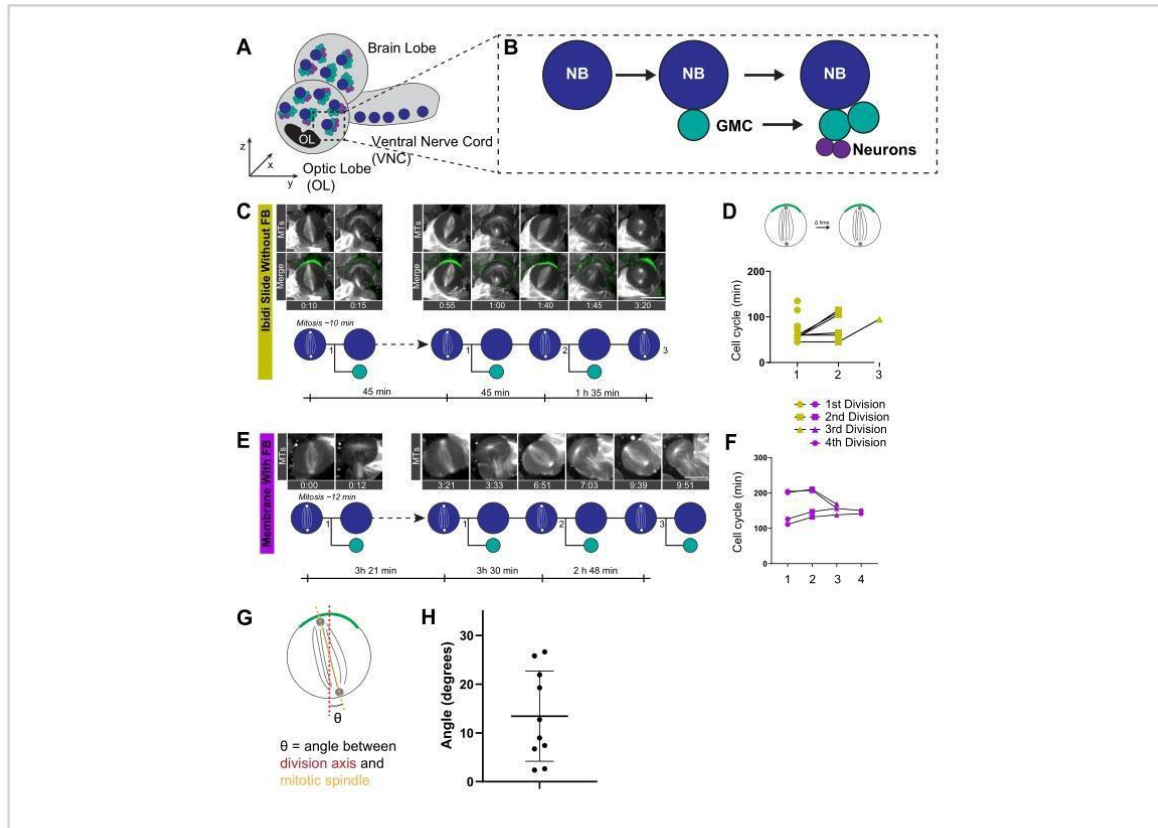 A
Brain Lobe
OL
Ventral Nerve Cord
(VNC)
Optic Lobe
(OL)
z
x
y
B
NB
NB
NB
GMC
Neurons
C
Ibidi Slide Without FB
MTs
MTs
Merge
Merge
0:10
0:15
0:55
1:00
1:40
1:45
3:20
Mitosis ~10 min
1
1
2
3
45 min
45 min
1 h 35 min
D
Δ time
Cell cycle (min)
200
100
0
1
2
3
1st Division
2nd Division
3rd Division
4th Division
E
Membrane With FB
MTs
MTs
0:00
0:12
3:21
3:33
6:51
7:03
9:39
9:51
Mitosis ~12 min
1
1
2
3
3h 21 min
3h 30 min
2 h 48 min
F
Cell cycle (min)
300
200
100
0
1
2
3
4
G
θ
θ = angle between
division axis and
mitotic spindle
H
Angle (degrees)
30
20
10
0